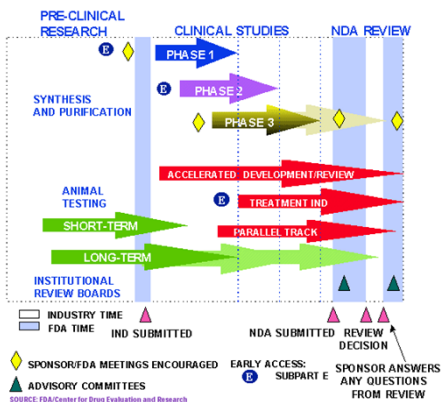 PRE-CLINICAL
RESEARCH
CLINICAL STUDIES
NDA REVIEW
E
PHASE 1
E
PHASE 2
SYNTHESIS
AND PURIFICATION
PHASE 3
ACCELERATED DEVELOPMENT/REVIEW
ANIMAL
TESTING
E
TREATMENT IND
SHORT-TERM
PARALLEL TRACK
LONG-TERM
INSTITUTIONAL
REVIEW BOARDS
INDUSTRY TIME
FDA TIME
IND SUBMITTED
NDA SUBMITTED
REVIEW
DECISION
SPONSOR/FDA MEETINGS ENCOURAGED
EARLY ACCESS:
E
SUBPART E
SPONSOR ANSWERS
ANY QUESTIONS
FROM REVIEW
ADVISORY COMMITTEES
SOURCE: FDA/Center for Drug Evaluation and Research